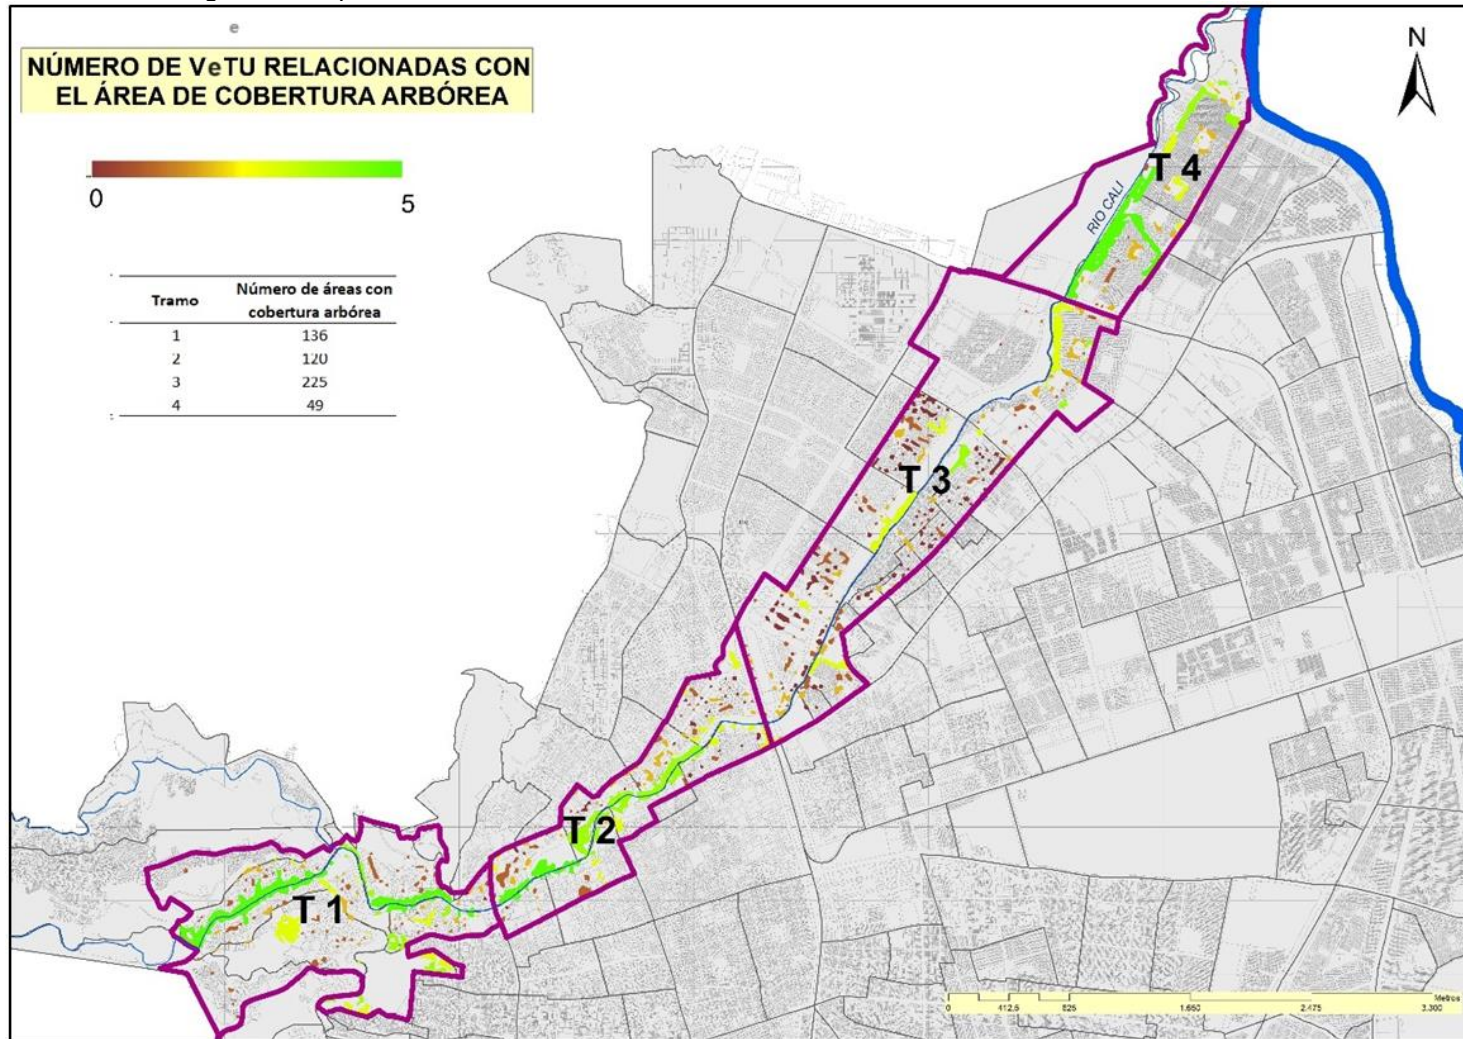 e
NÚMERO DE VeTU RELACIONADAS CON
EL ÁREA DE COBERTURA ARBÓREA
N
0
5
T 4
RIO CALI
Tramo
Número de áreas con
cobertura arbórea
1 136
2 120
3 225
4 49
T 3
T 2
T 1
Metros
0 412,5 825 1.650 2.475 3.300